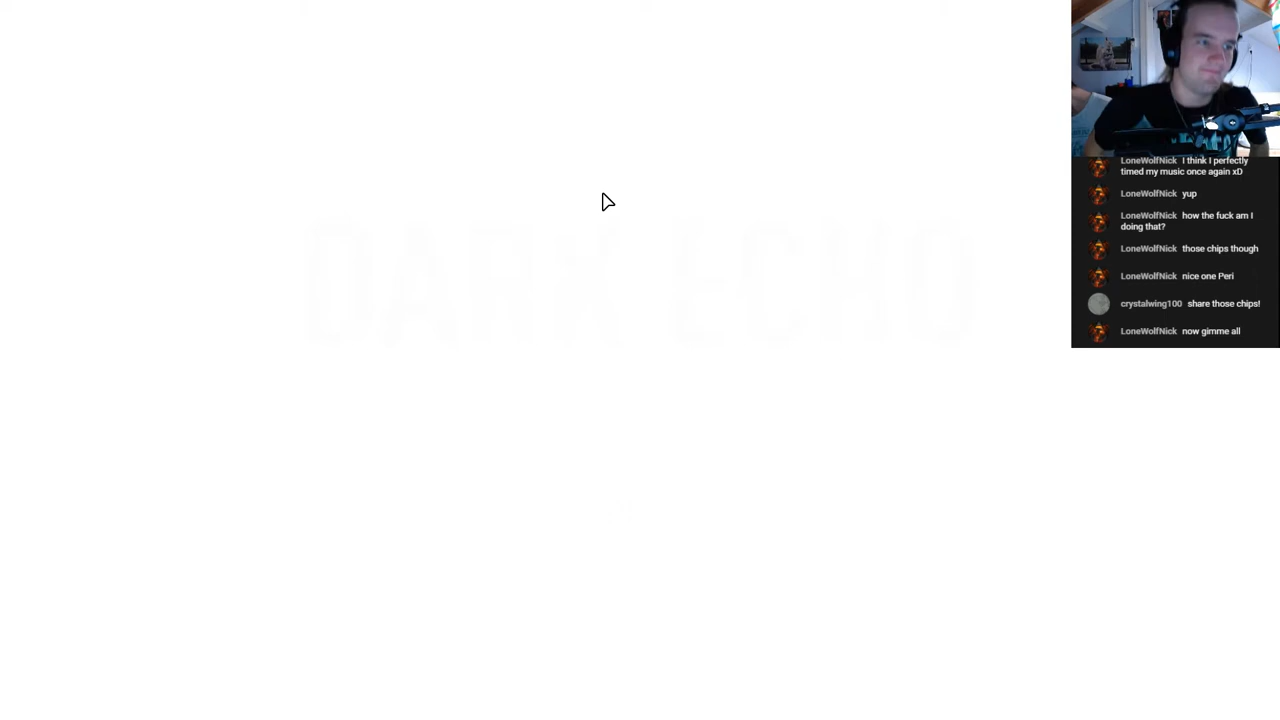 DARK ECHO
LoneWolfNick I think I perfectly
timed my music once again xD
LoneWolfNick yup
LoneWolfNick how the fuck am I
doing that?
LoneWolfNick those chips though
LoneWolfNick nice one Peri
crystalwing100 share those chips!
LoneWolfNick now gimme all